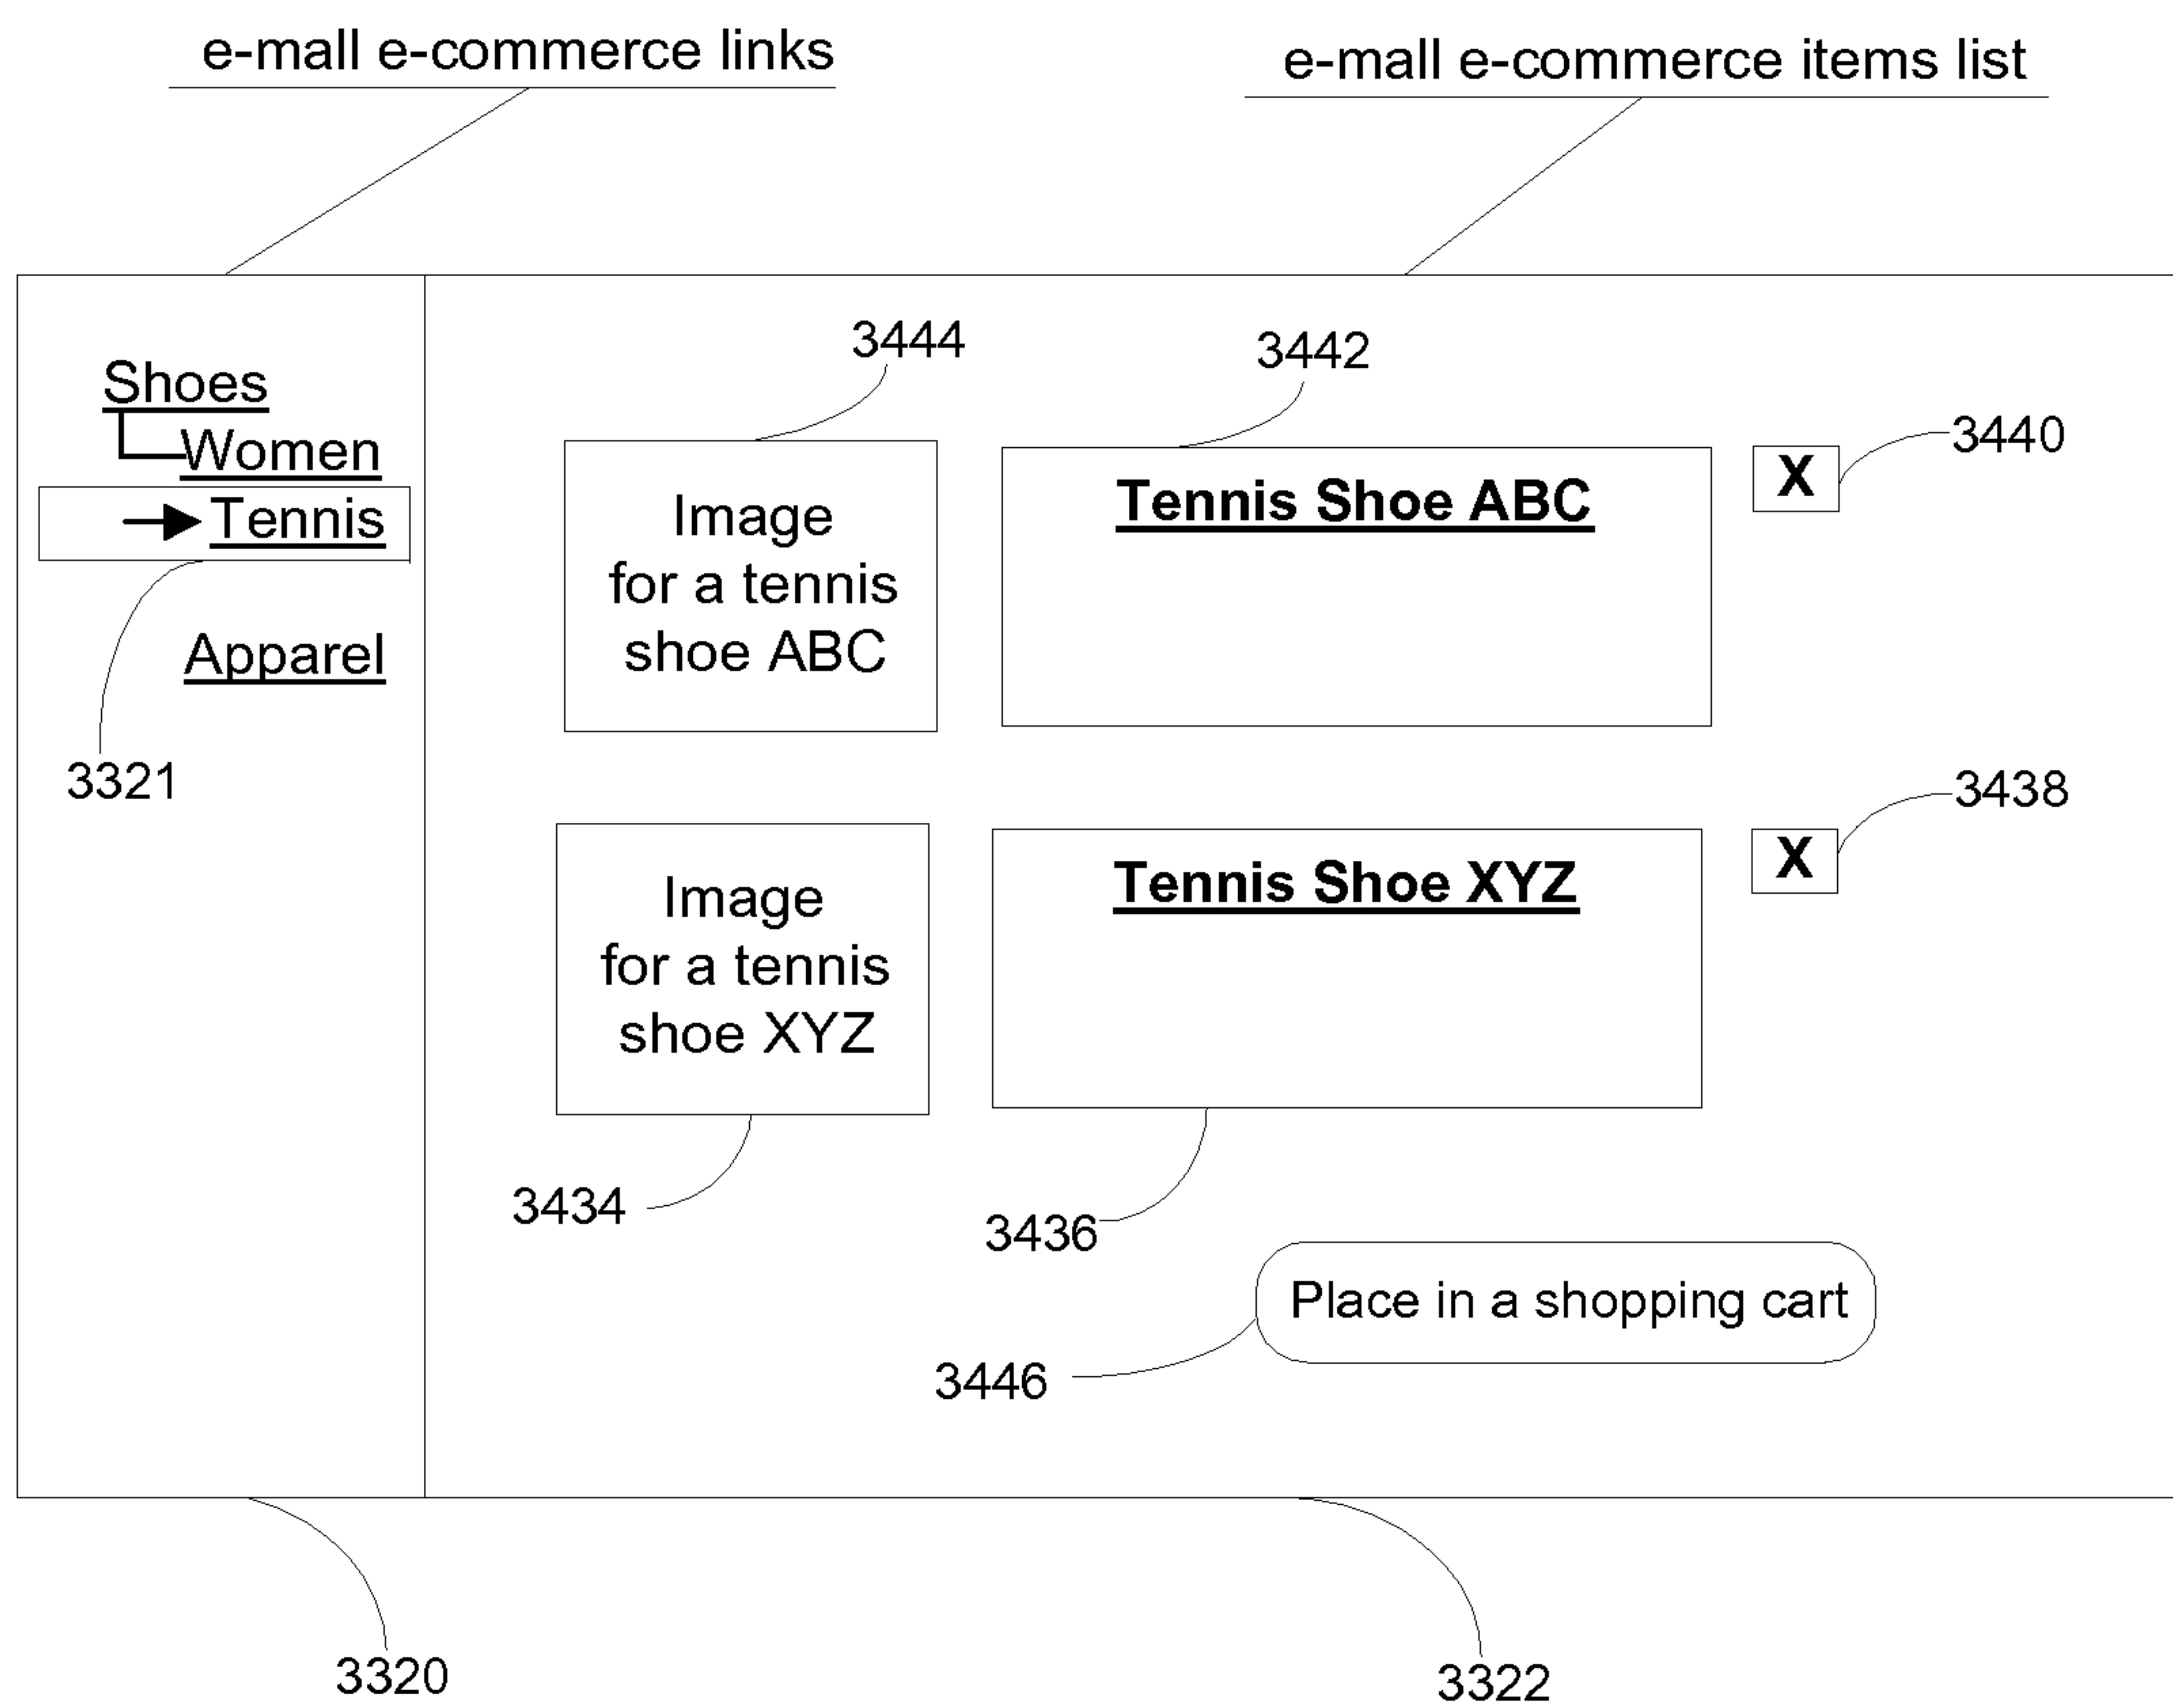 e-mall e-commerce links
e-mall e-commerce items list
3444
3442
Shoes
Women
Tennis
Apparel
3321
Image
for a tennis
shoe ABC
Tennis Shoe ABC
X
3440
Image
for a tennis
shoe XYZ
Tennis Shoe XYZ
X
3438
3434
3436
Place in a shopping cart
3446
3320
3322